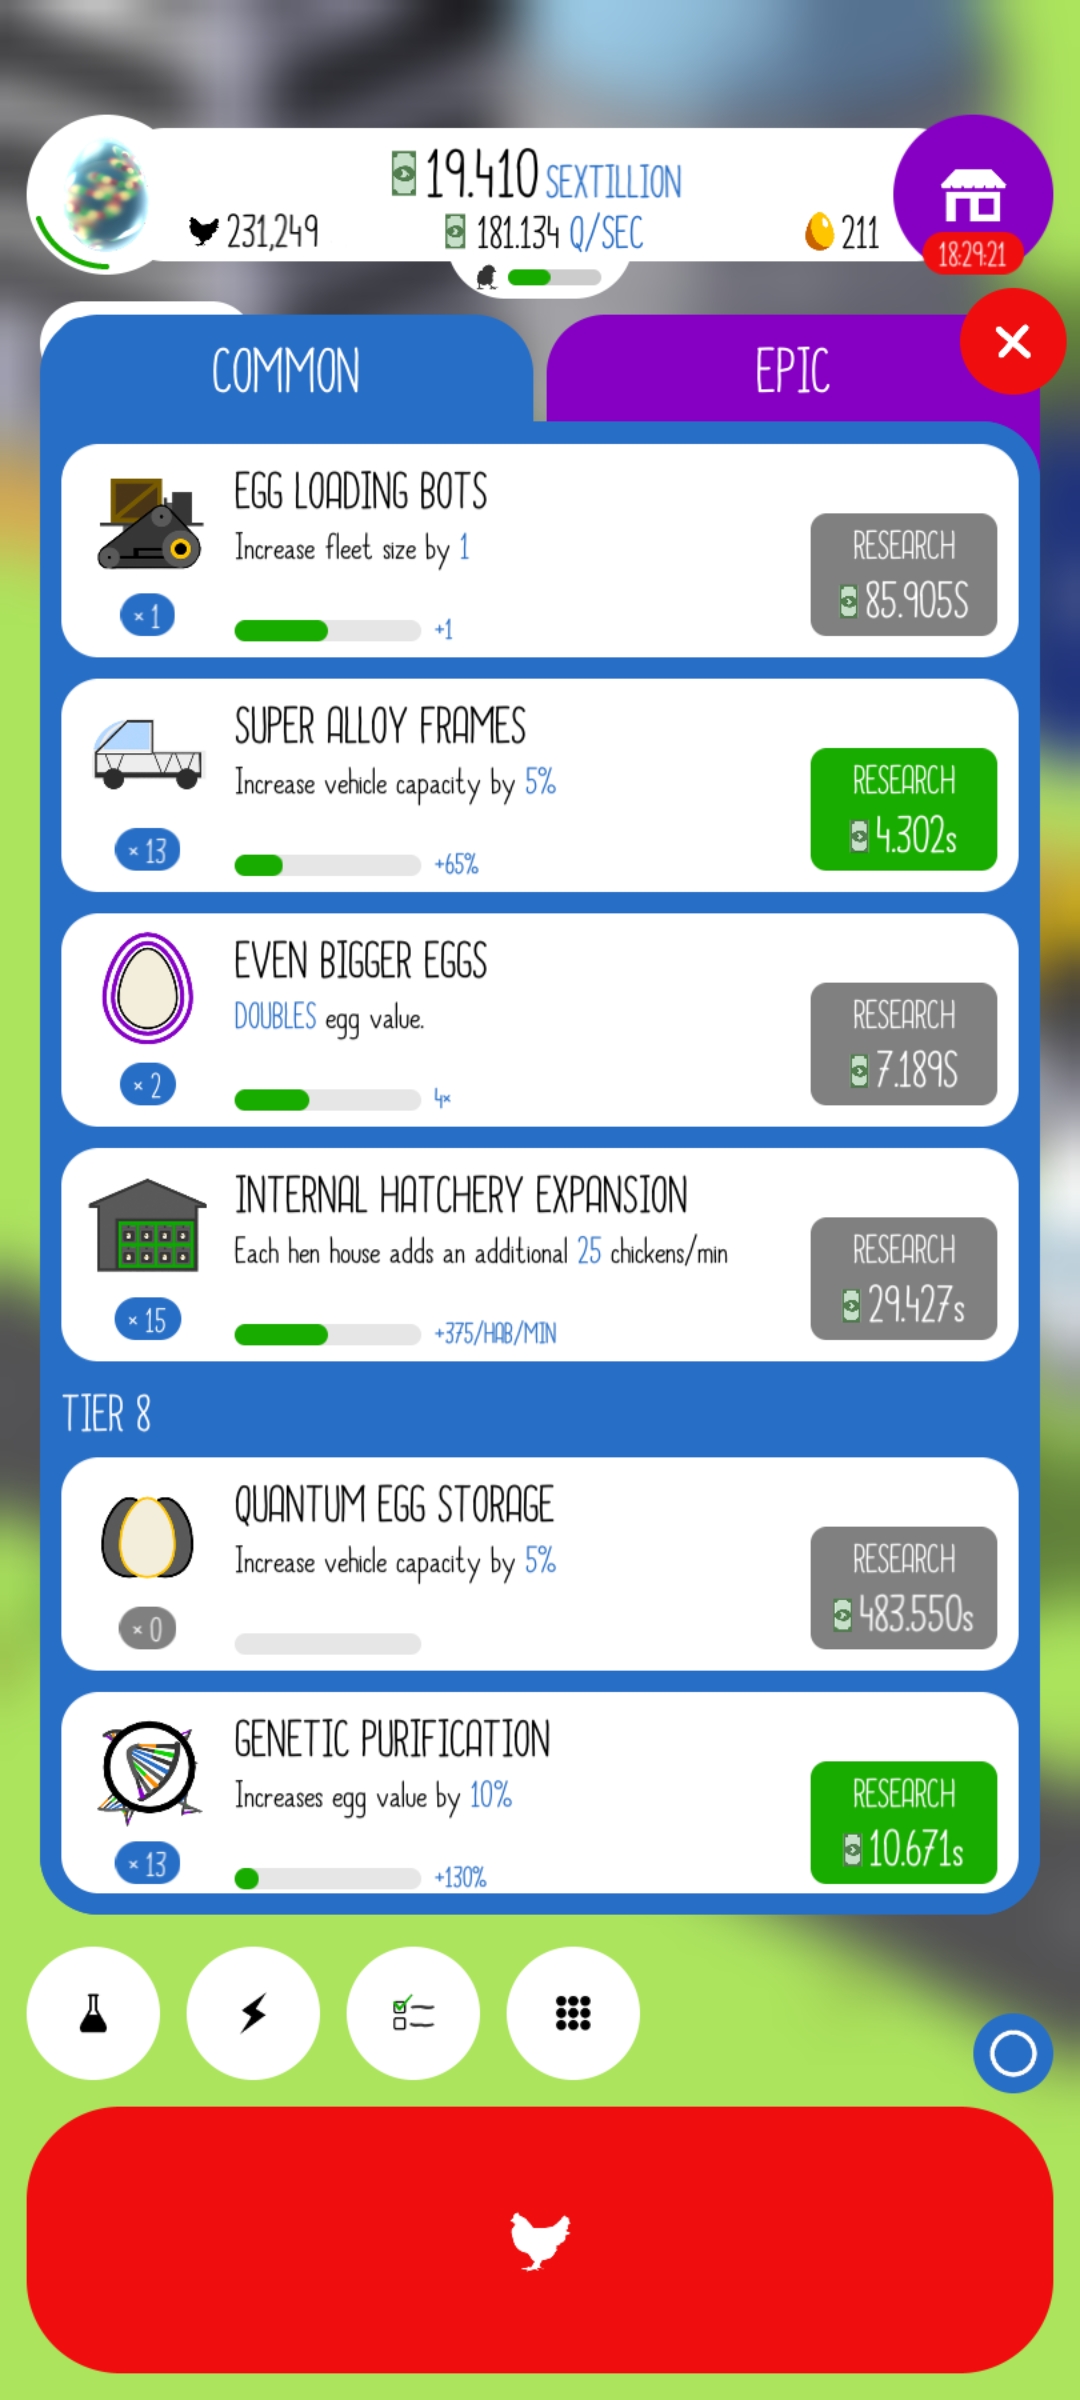 19.410 SEXTILLION
231,249
181.134 Q/SEC
211
18:29:21
COMMON
EPIC
EGG LOADING BOTS
Increase fleet size by 1
× 1
+1
RESEARCH
85.905S
SUPER ALLOY FRAMES
Increase vehicle capacity by 5%
× 13
+65%
RESEARCH
4.302s
EVEN BIGGER EGGS
DOUBLES egg value.
× 2
4×
RESEARCH
7.189S
INTERNAL HATCHERY EXPANSION
Each hen house adds an additional 25 chickens/min
× 15
+375/HAB/MIN
RESEARCH
29.427s
TIER 8
QUANTUM EGG STORAGE
Increase vehicle capacity by 5%
× 0
RESEARCH
483.550s
GENETIC PURIFICATION
Increases egg value by 10%
× 13
+130%
RESEARCH
10.671s